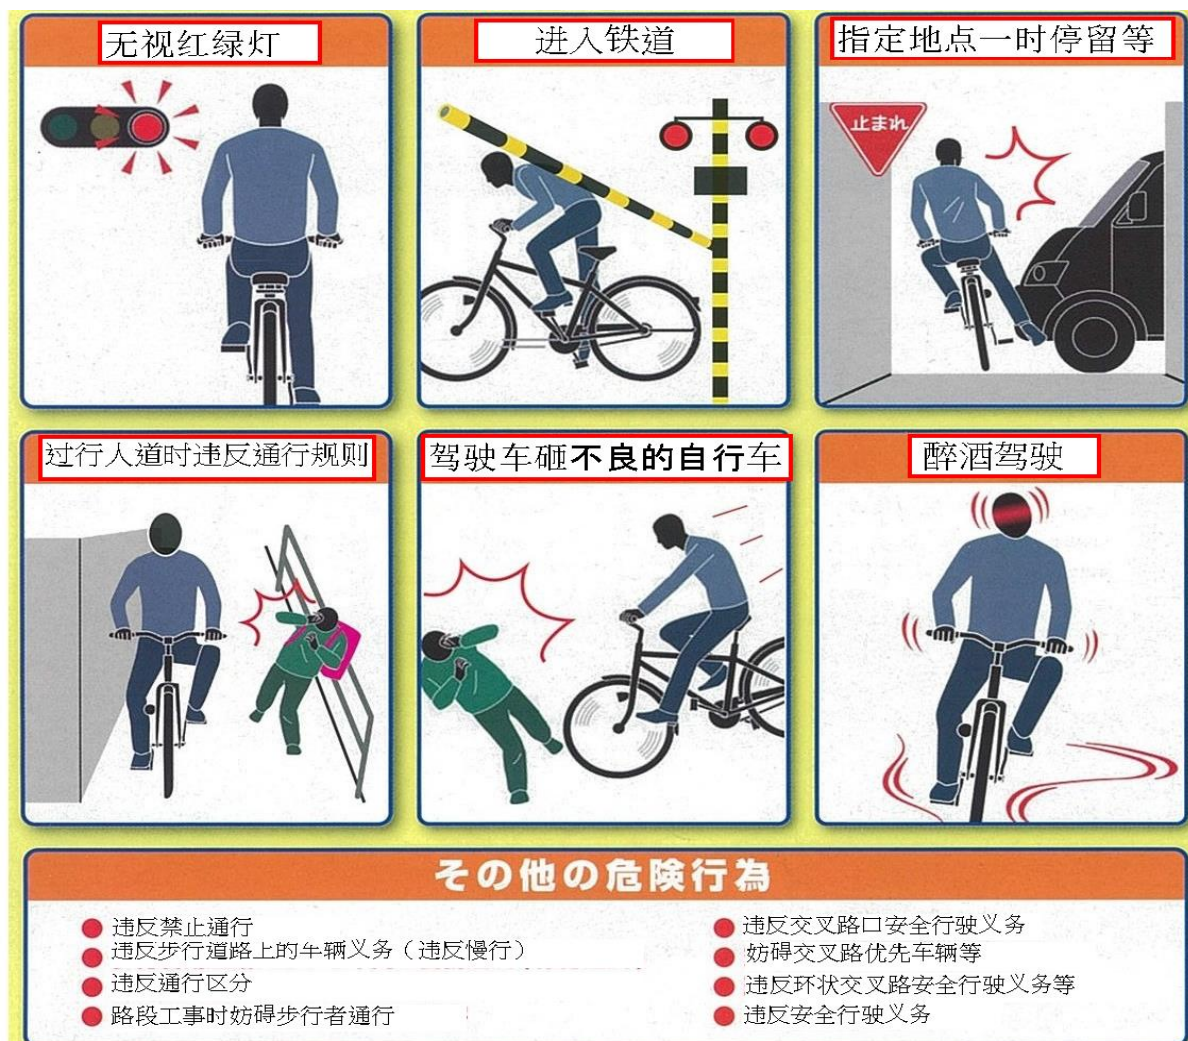 无视红绿灯
进入铁道
指定地点一时停留等
止まれ
过行人道时违反通行规则
驾驶车砸不良的自行车
醉酒驾驶
その他の危険行為
违反禁止通行
违反步行道路上的车辆义务（违反慢行）
违反通行区分
路段工事时妨碍步行者通行
违反交叉路口安全行驶义务
妨碍交叉路优先车辆等
违反环状交叉路安全行驶义务等
违反安全行驶义务